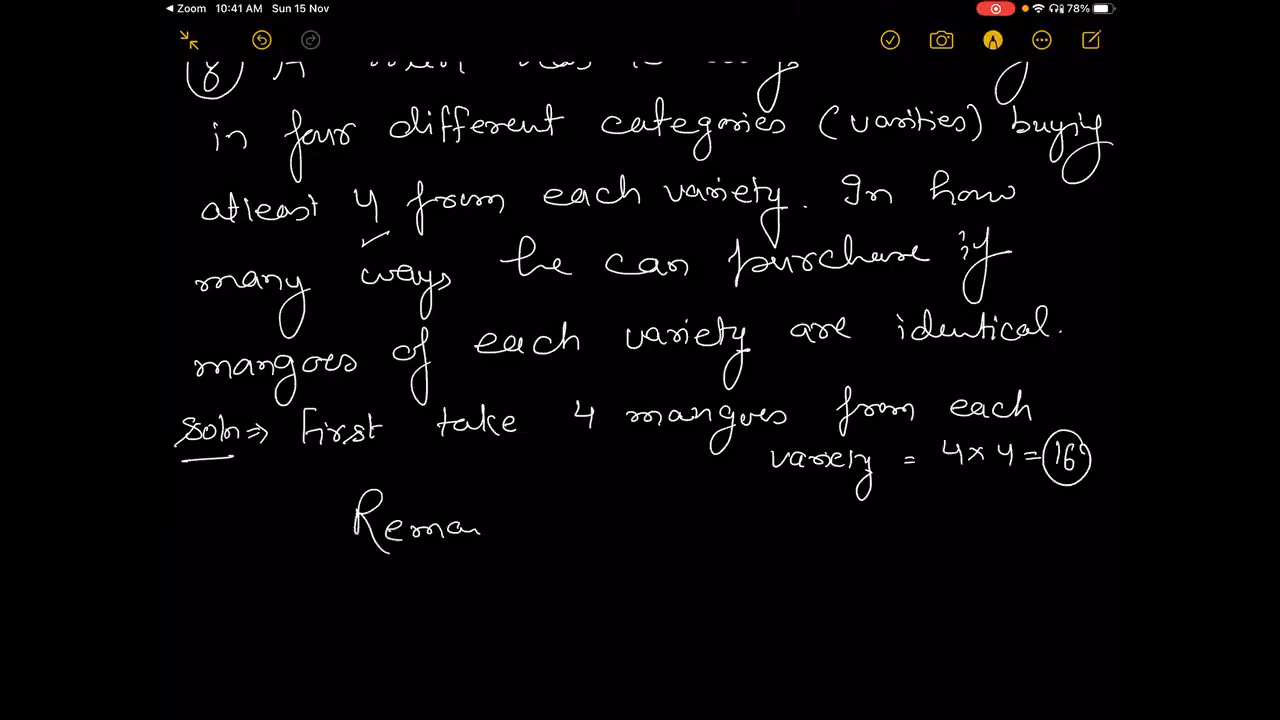 Zoom 10:41 AM Sun 15 Nov 78%
8 A
in four different categories (varities) buying
atleast 4 from each variety. In how
many ways he can purchase if
mangoes of each variety are identical.
Soln ⇒ First take 4 mangoes from each
variety = 4 × 4 = 16
Rema